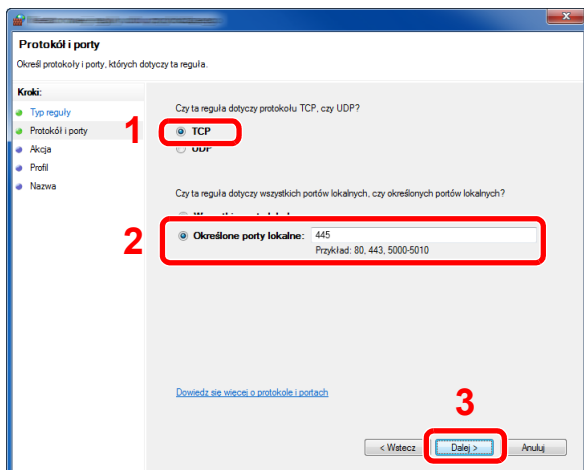 Protokół i porty
Określ protokoły i porty, których dotyczy ta reguła.
Kroki:
Typ reguły
Protokół i porty
Akcja
Profil
Nazwa
Czy ta reguła dotyczy protokołu TCP, czy UDP?
1
TCP
UDP
Czy ta reguła dotyczy wszystkich portów lokalnych, czy określonych portów lokalnych?
2
Określone porty lokalne: 445
Przykład: 80, 443, 5000-5010
Dowiedz się więcej o protokole i portach
3
< Wstecz Dalej > Anuluj